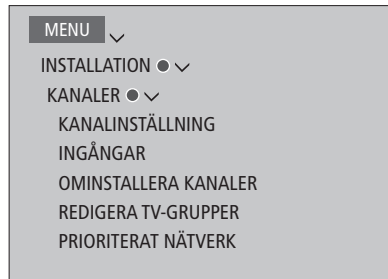 MENU
INSTALLATION
KANALER
KANALINSTÄLLNING
INGÅNGAR
OMINSTALLERA KANALER
REDIGERA TV-GRUPPER
PRIORITERAT NÄTVERK